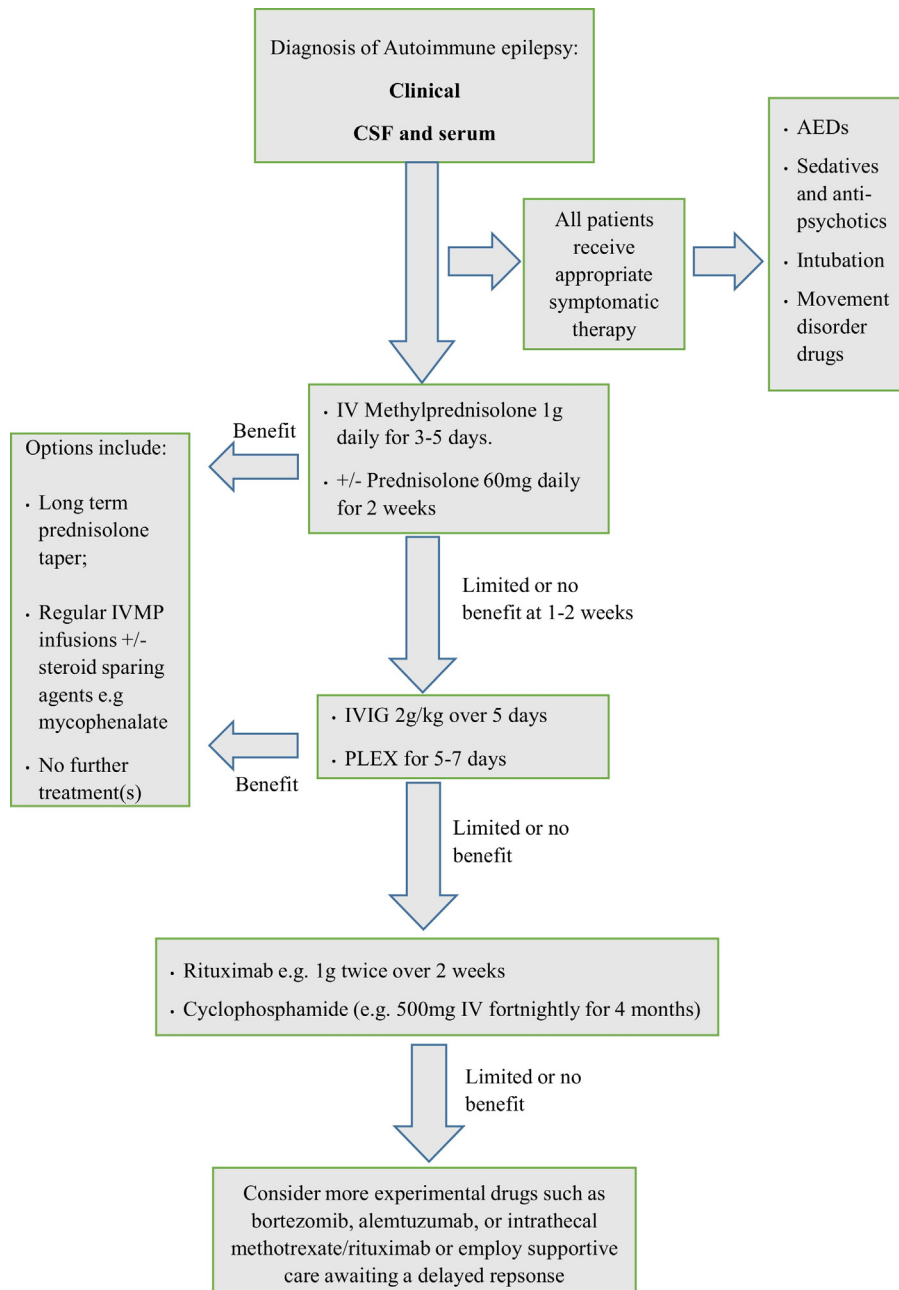 Diagnosis of Autoimmune epilepsy:
Clinical
CSF and serum
All patients
receive
appropriate
symptomatic
therapy
· AEDs
· Sedatives
and anti-
psychotics
· Intubation
· Movement
disorder
drugs
· IV Methylprednisolone 1g
daily for 3-5 days.
· +/- Prednisolone 60mg daily
for 2 weeks
Benefit
Options include:
· Long term
prednisolone
taper;
· Regular IVMP
infusions +/-
steroid sparing
agents e.g
mycophenalate
· No further
treatment(s)
Limited or no
benefit at 1-2 weeks
· IVIG 2g/kg over 5 days
· PLEX for 5-7 days
Benefit
Limited or no
benefit
· Rituximab e.g. 1g twice over 2 weeks
· Cyclophosphamide (e.g. 500mg IV fortnightly for 4 months)
Limited or no
benefit
Consider more experimental drugs such as
bortezomib, alemtuzumab, or intrathecal
methotrexate/rituximab or employ supportive
care awaiting a delayed repsonse